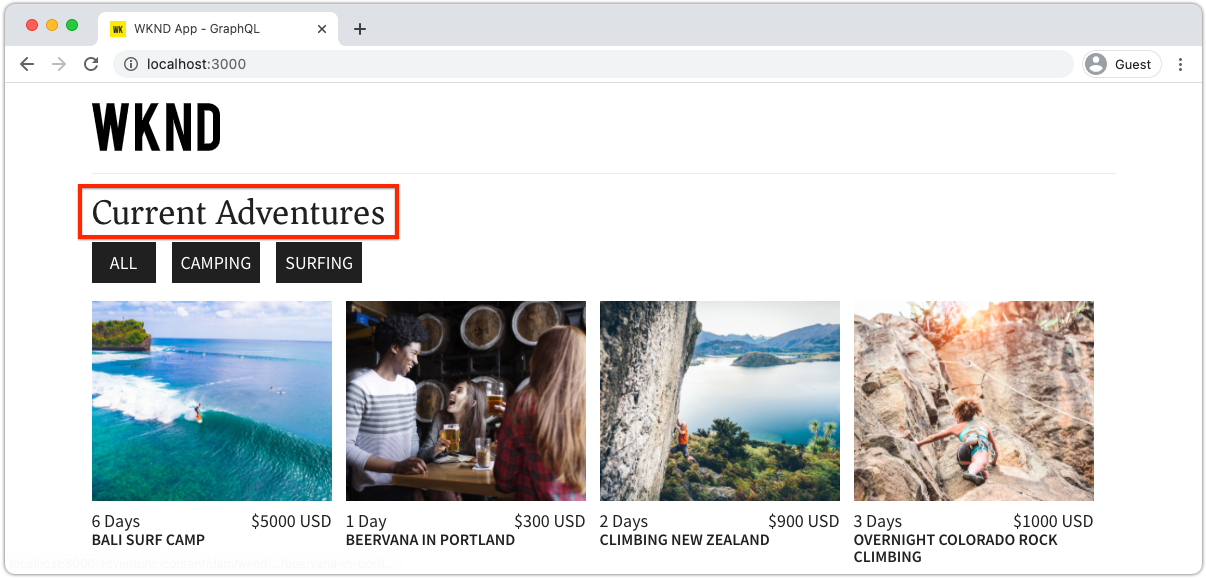 WK WKND App - GraphQL
localhost:3000
Guest
WKND
Current Adventures
ALL CAMPING SURFING
6 Days $5000 USD 1 Day $300 USD 2 Days $900 USD 3 Days $1000 USD
BALI SURF CAMP BEERVANA IN PORTLAND CLIMBING NEW ZEALAND OVERNIGHT COLORADO ROCK
CLIMBING